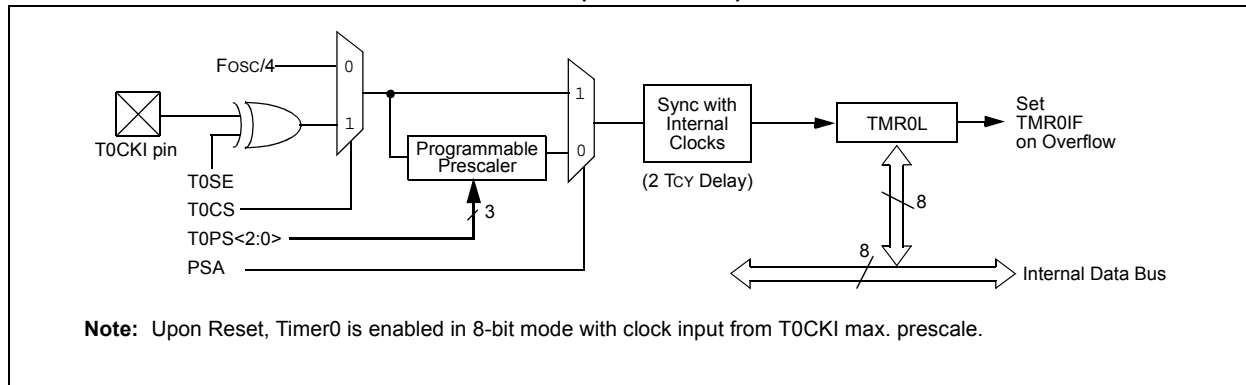 FOSC/4
0
1
T0CKI pin
T0SE
T0CS
T0PS<2:0>
PSA
Programmable
Prescaler
3
1
0
Sync with
Internal
Clocks
(2 TCY Delay)
TMR0L
Set
TMR0IF
on Overflow
8
8
Internal Data Bus
Note: Upon Reset, Timer0 is enabled in 8-bit mode with clock input from T0CKI max. prescale.